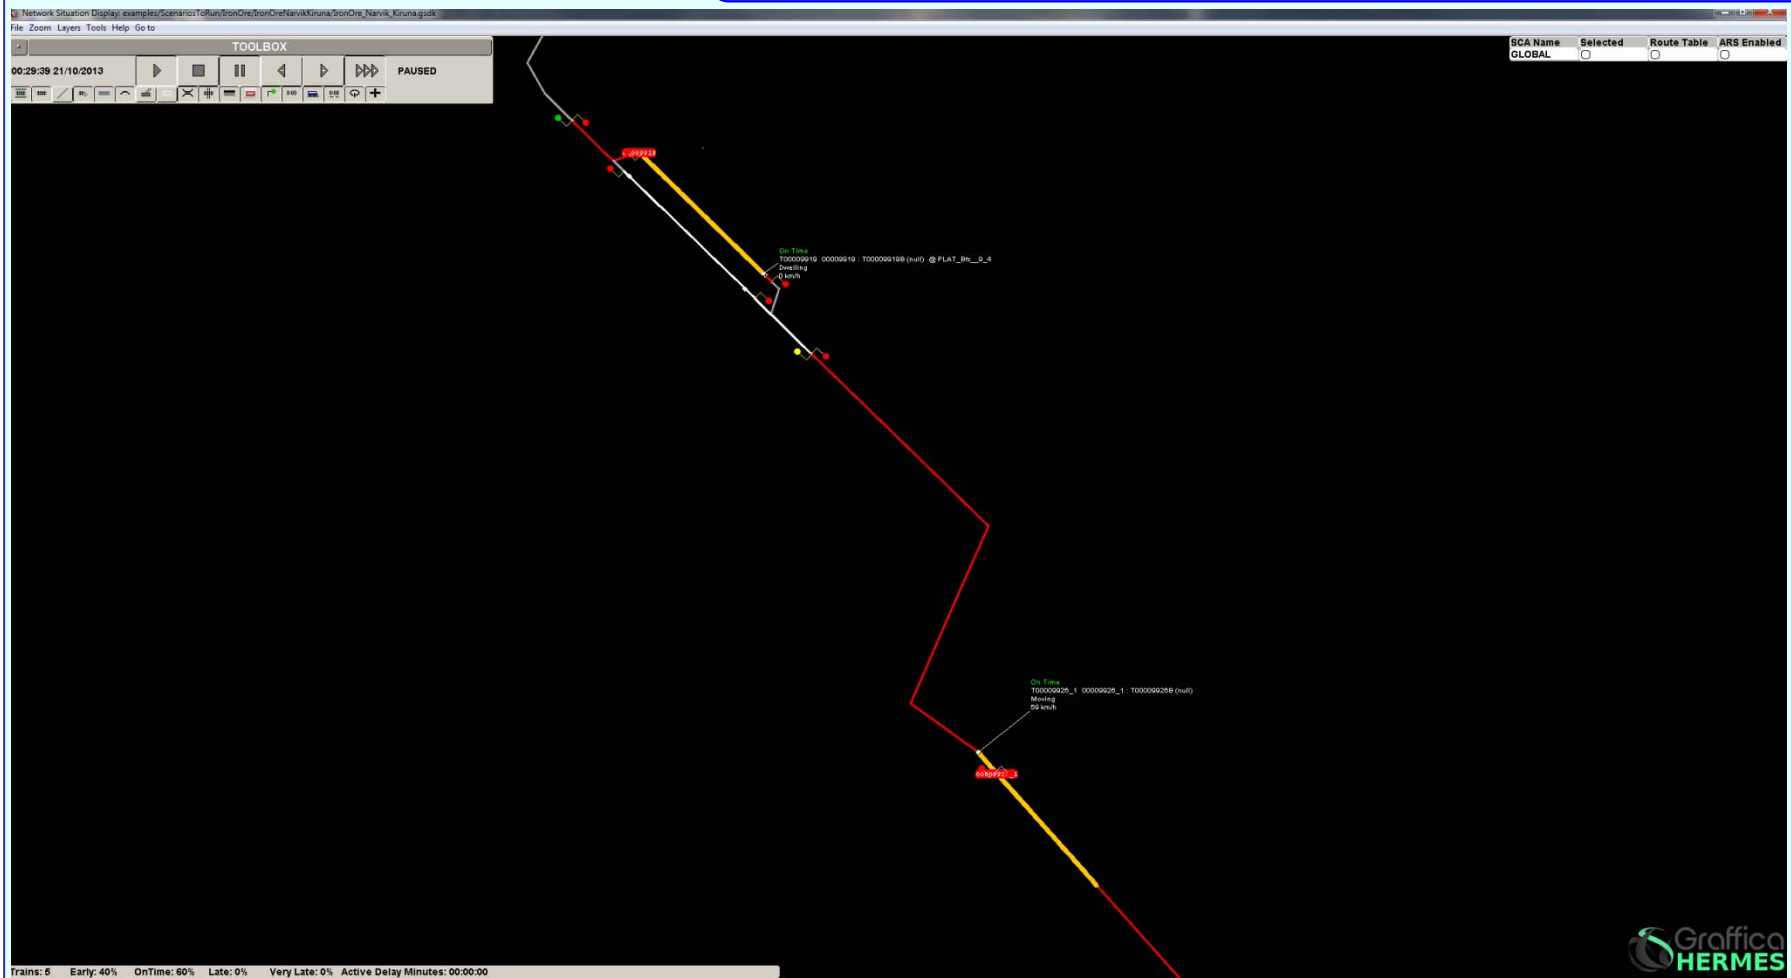 Network Situation Display: examples/ScenariosToRun/IronOre/IronOreNarvikKiruna/IronOre_Narvik_Kiruna.gsdk
File Zoom Layers Tools Help Go to
TOOLBOX
00:29:39 21/10/2013 PAUSED
SCA Name Selected Route Table ARS Enabled
GLOBAL
On Time
T00009919 00009919 : T00009919B (null) @ PLAT_Bfs__9_4
Dwelling
0 km/h
On Time
T00009926_1 00009926_1 : T00009926B (null)
Moving
59 km/h
Trains: 5 Early: 40% OnTime: 60% Late: 0% Very Late: 0% Active Delay Minutes: 00:00:00
Graffica
HERMES